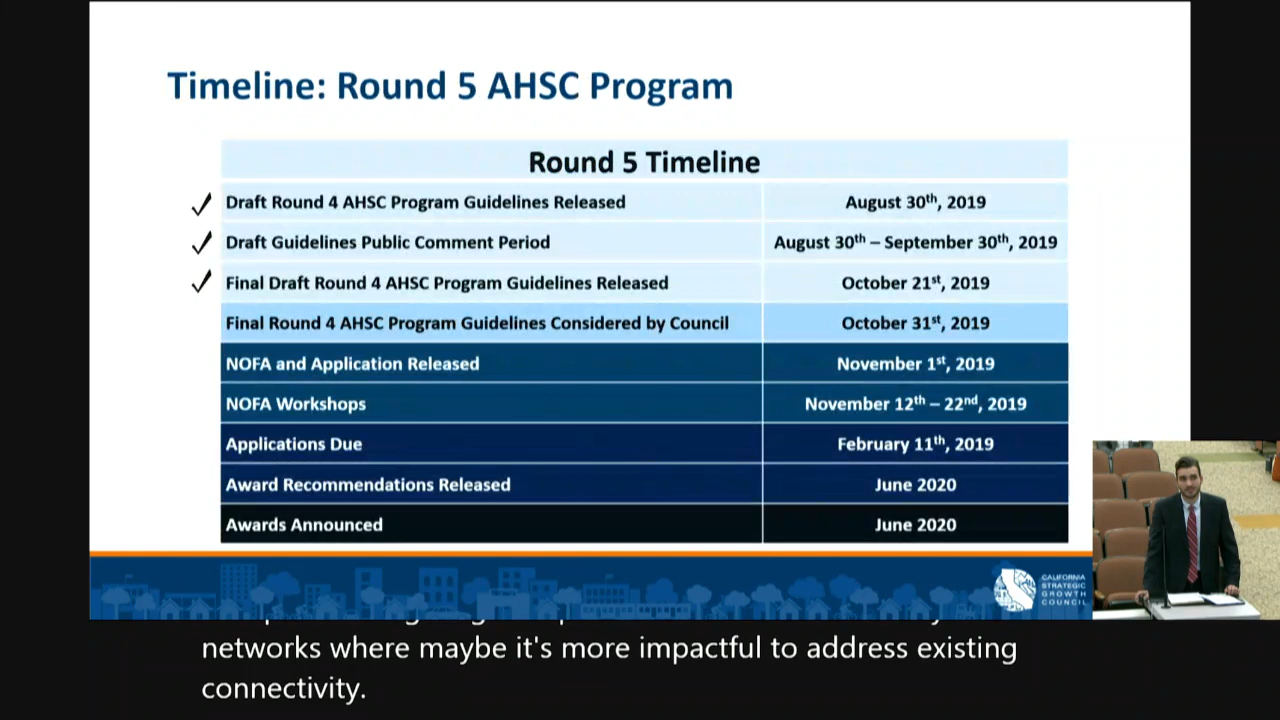 Timeline: Round 5 AHSC Program
Round 5 Timeline
Draft Round 4 AHSC Program Guidelines Released August 30th, 2019
Draft Guidelines Public Comment Period August 30th – September 30th, 2019
Final Draft Round 4 AHSC Program Guidelines Released October 21st, 2019
Final Round 4 AHSC Program Guidelines Considered by Council October 31st, 2019
NOFA and Application Released November 1st, 2019
NOFA Workshops November 12th – 22nd, 2019
Applications Due February 11th, 2019
Award Recommendations Released June 2020
Awards Announced June 2020
CALIFORNIA
STRATEGIC
GROWTH
COUNCIL
networks where maybe it's more impactful to address existing
connectivity.